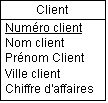 Client
Numéro client
Nom client
Prénom Client
Ville client
Chiffre d'affaires